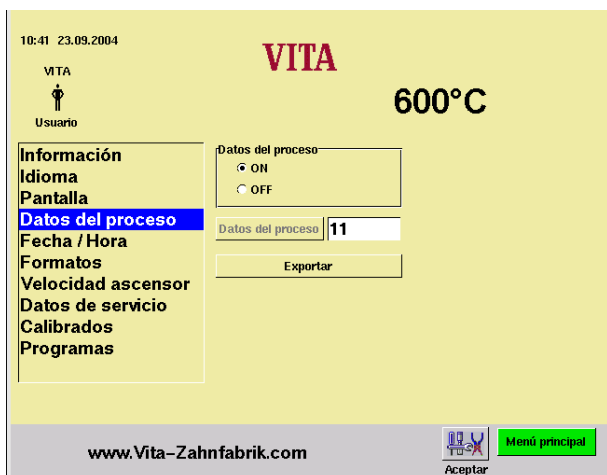 10:41 23.09.2004
VITA
VITA
Usuario
600°C
Información
Idioma
Pantalla
Datos del proceso
Fecha / Hora
Formatos
Velocidad ascensor
Datos de servicio
Calibrados
Programas
Datos del proceso
ON
OFF
Datos del proceso 11
Exportar
www.Vita-Zahnfabrik.com
Aceptar
Menú principal